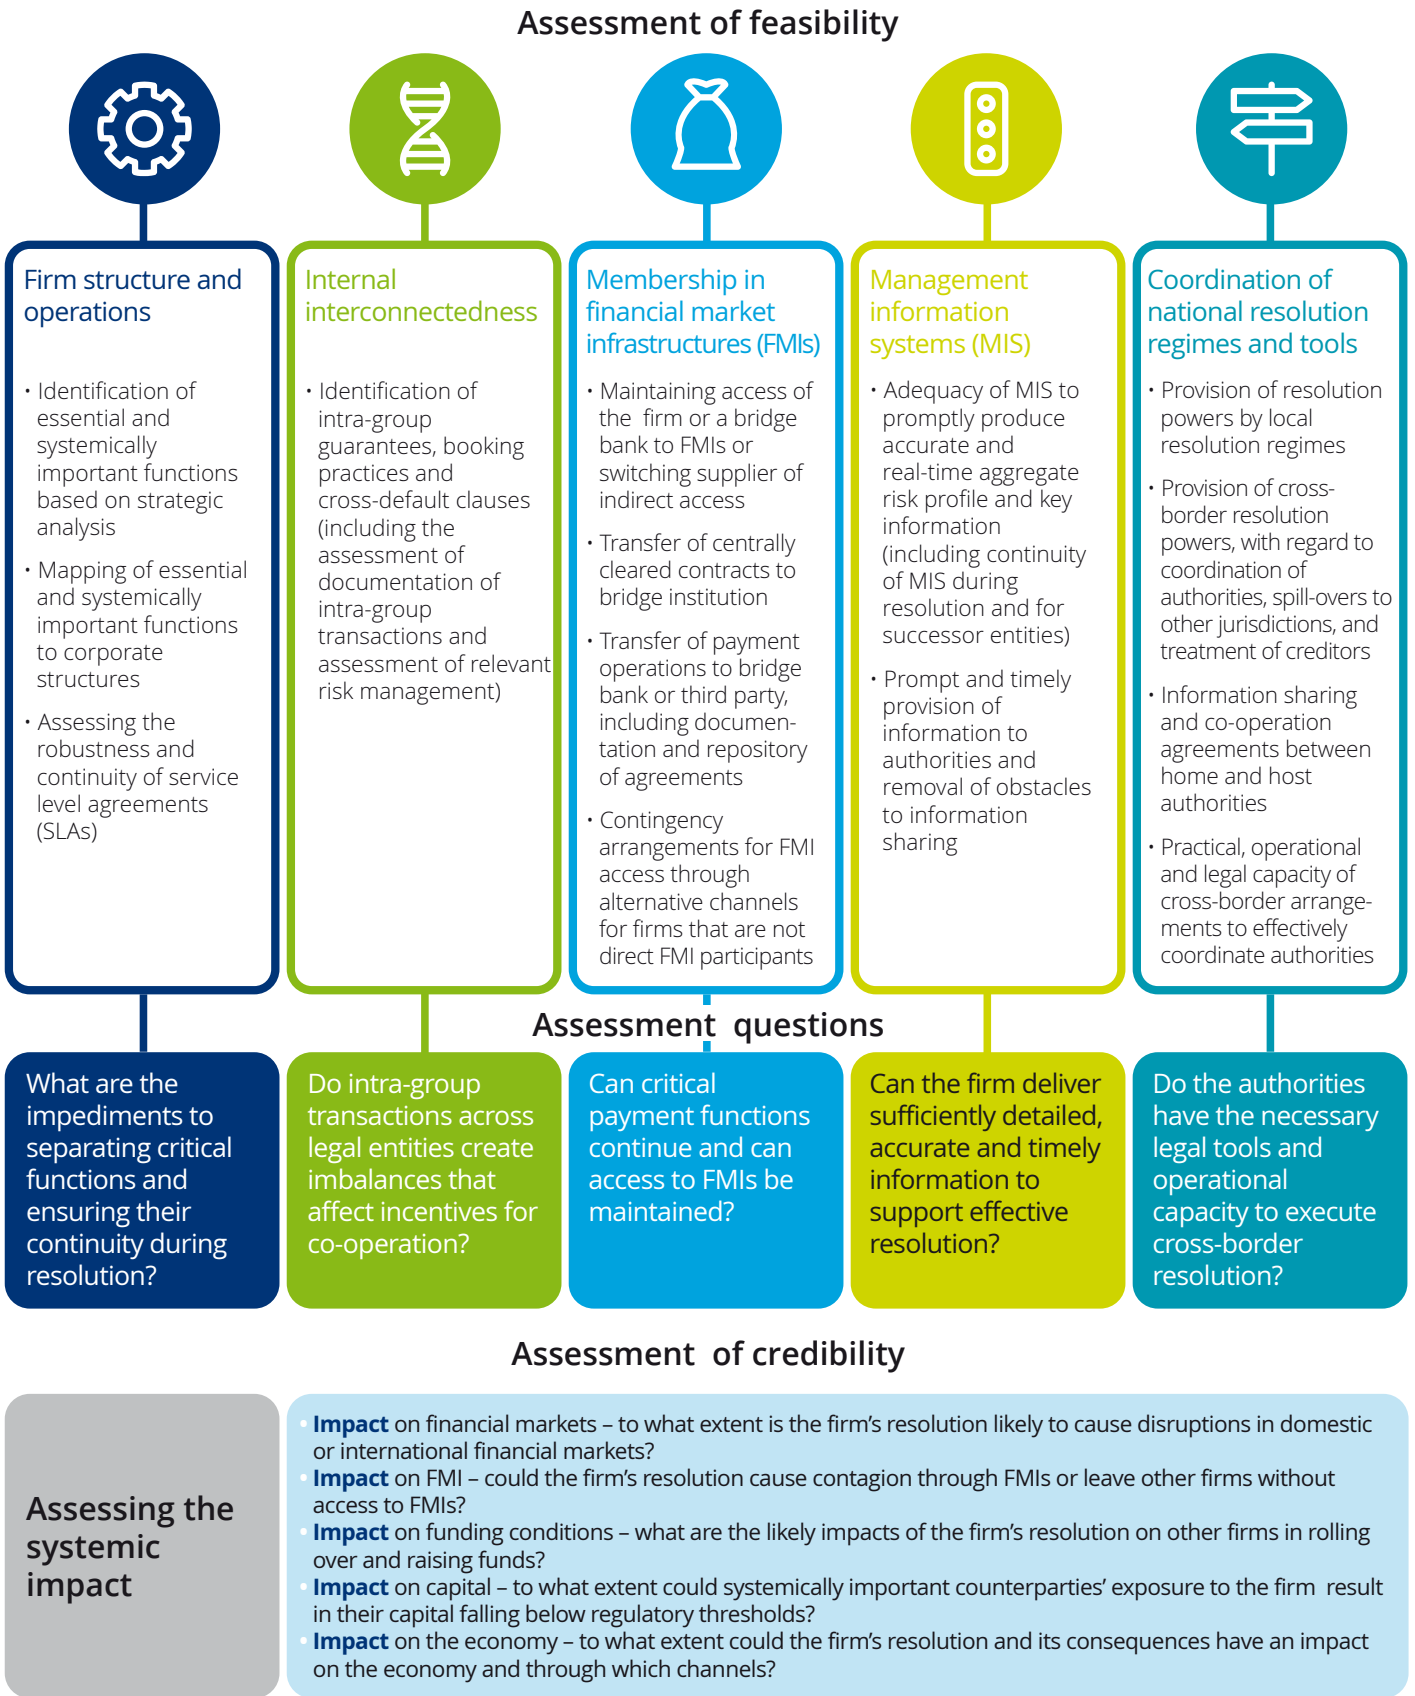 Assessment of feasibility
Firm structure and
operations
· Identification of
essential and
systemically
important functions
based on strategic
analysis
· Mapping of essential
and systemically
important functions
to corporate
structures
· Assessing the
robustness and
continuity of service
level agreements
(SLAs)
Internal
interconnectedness
· Identification of
intra-group
guarantees, booking
practices and
cross-default clauses
(including the
assessment of
documentation of
intra-group
transactions and
assessment of relevant
risk management)
Membership in
financial market
infrastructures (FMIs)
· Maintaining access of
the firm or a bridge
bank to FMIs or
switching supplier of
indirect access
· Transfer of centrally
cleared contracts to
bridge institution
· Transfer of payment
operations to bridge
bank or third party,
including documen-
tation and repository
of agreements
· Contingency
arrangements for FMI
access through
alternative channels
for firms that are not
direct FMI participants
Management
information
systems (MIS)
· Adequacy of MIS to
promptly produce
accurate and
real-time aggregate
risk profile and key
information
(including continuity
of MIS during
resolution and for
successor entities)
· Prompt and timely
provision of
information to
authorities and
removal of obstacles
to information
sharing
Coordination of
national resolution
regimes and tools
· Provision of resolution
powers by local
resolution regimes
· Provision of cross-
border resolution
powers, with regard to
coordination of
authorities, spill-overs to
other jurisdictions, and
treatment of creditors
· Information sharing
and co-operation
agreements between
home and host
authorities
· Practical, operational
and legal capacity of
cross-border arrange-
ments to effectively
coordinate authorities
Assessment questions
What are the
impediments to
separating critical
functions and
ensuring their
continuity during
resolution?
Do intra-group
transactions across
legal entities create
imbalances that
affect incentives for
co-operation?
Can critical
payment functions
continue and can
access to FMIs be
maintained?
Can the firm deliver
sufficiently detailed,
accurate and timely
information to
support effective
resolution?
Do the authorities
have the necessary
legal tools and
operational
capacity to execute
cross-border
resolution?
Assessment of credibility
Assessing the
systemic
impact
• Impact on financial markets – to what extent is the firm's resolution likely to cause disruptions in domestic
or international financial markets?
• Impact on FMI – could the firm's resolution cause contagion through FMIs or leave other firms without
access to FMIs?
• Impact on funding conditions – what are the likely impacts of the firm's resolution on other firms in rolling
over and raising funds?
• Impact on capital – to what extent could systemically important counterparties' exposure to the firm result
in their capital falling below regulatory thresholds?
• Impact on the economy – to what extent could the firm's resolution and its consequences have an impact
on the economy and through which channels?